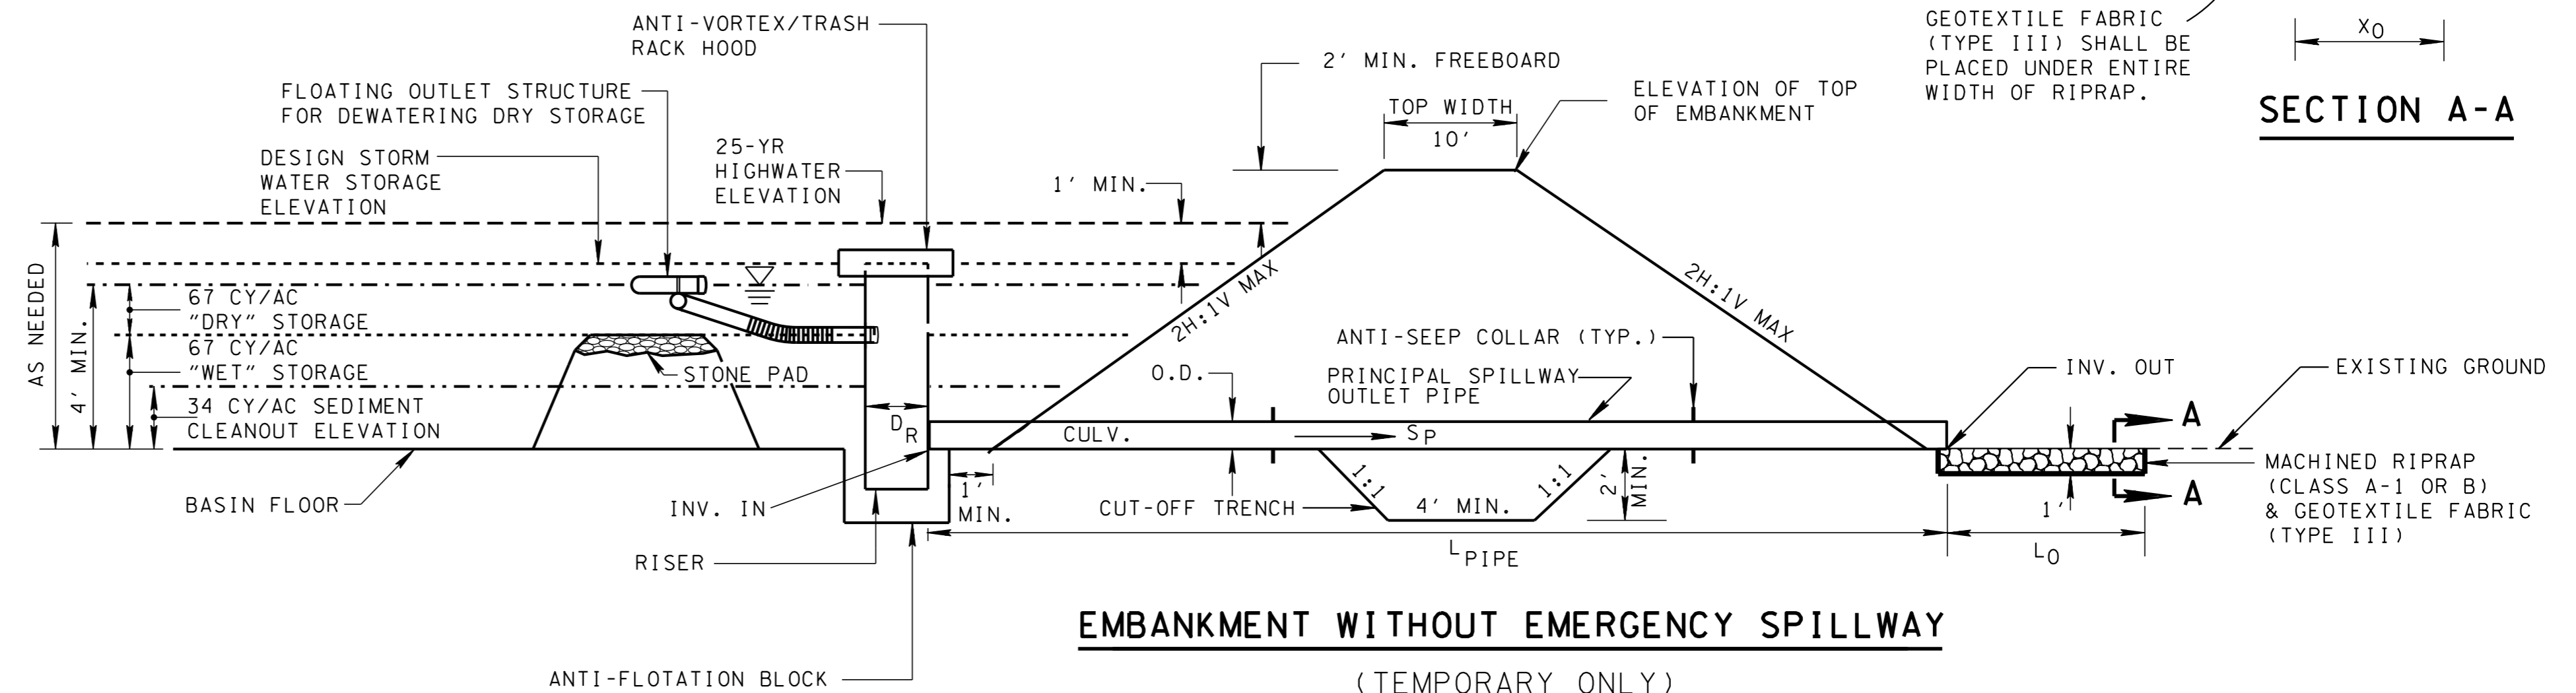 ANTI-VORTEX/TRASH
RACK HOOD
FLOATING OUTLET STRUCTURE
FOR DEWATERING DRY STORAGE
DESIGN STORM
WATER STORAGE
ELEVATION
25-YR
HIGHWATER
ELEVATION
1' MIN.
2' MIN. FREEBOARD
TOP WIDTH
10'
ELEVATION OF TOP
OF EMBANKMENT
GEOTEXTILE FABRIC
(TYPE III) SHALL BE
PLACED UNDER ENTIRE
WIDTH OF RIPRAP.
XO
SECTION A-A
AS NEEDED
4' MIN.
67 CY/AC
"DRY" STORAGE
67 CY/AC
"WET" STORAGE
34 CY/AC SEDIMENT
CLEANOUT ELEVATION
STONE PAD
DR
2H:1V MAX
2H:1V MAX
O.D.
ANTI-SEEP COLLAR (TYP.)
PRINCIPAL SPILLWAY
OUTLET PIPE
CULV.
SP
INV. OUT
EXISTING GROUND
A
A
BASIN FLOOR
INV. IN
1'
MIN.
CUT-OFF TRENCH
1:1
4' MIN.
1:1
2'
MIN.
1'
MACHINED RIPRAP
(CLASS A-1 OR B)
& GEOTEXTILE FABRIC
(TYPE III)
RISER
LPIPE
LO
ANTI-FLOTATION BLOCK
EMBANKMENT WITHOUT EMERGENCY SPILLWAY
(TEMPORARY ONLY)